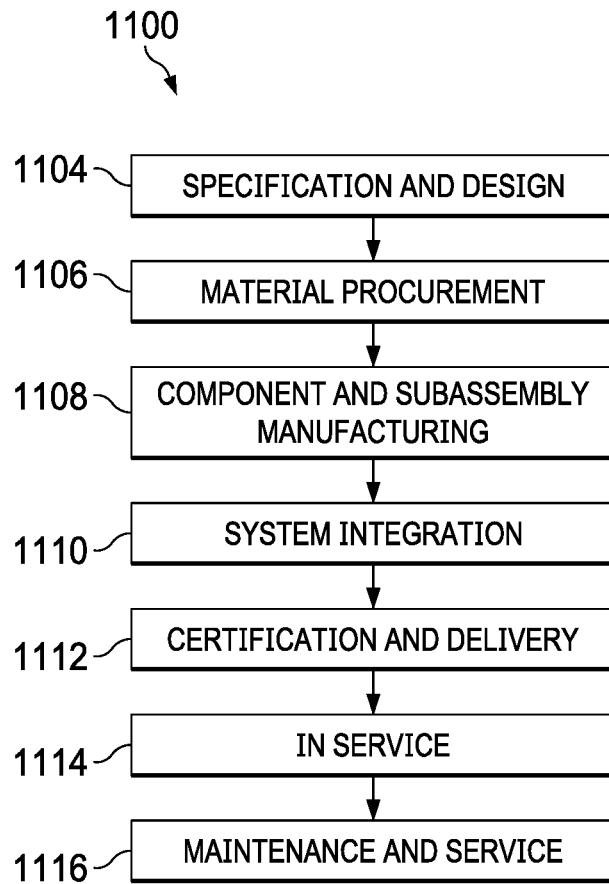 1100
1104
SPECIFICATION AND DESIGN
1106
MATERIAL PROCUREMENT
1108
COMPONENT AND SUBASSEMBLY
MANUFACTURING
1110
SYSTEM INTEGRATION
1112
CERTIFICATION AND DELIVERY
1114
IN SERVICE
1116
MAINTENANCE AND SERVICE